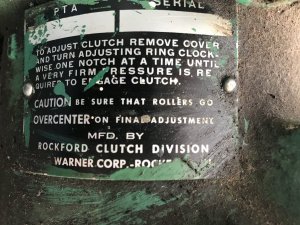 PTA SERIAL
TO ADJUST CLUTCH REMOVE COVER
AND TURN ADJUSTING RING CLOCK-
WISE ONE NOTCH AT A TIME UNTIL
A VERY FIRM PRESSURE IS RE
QUIRE TO ENGAGE CLUTCH.
CAUTION BE SURE THAT ROLLERS GO
OVERCENTER ON FINAL ADJUSTMENT
MFD. BY
ROCKFORD CLUTCH DIVISION
WARNER CORP.-ROCK